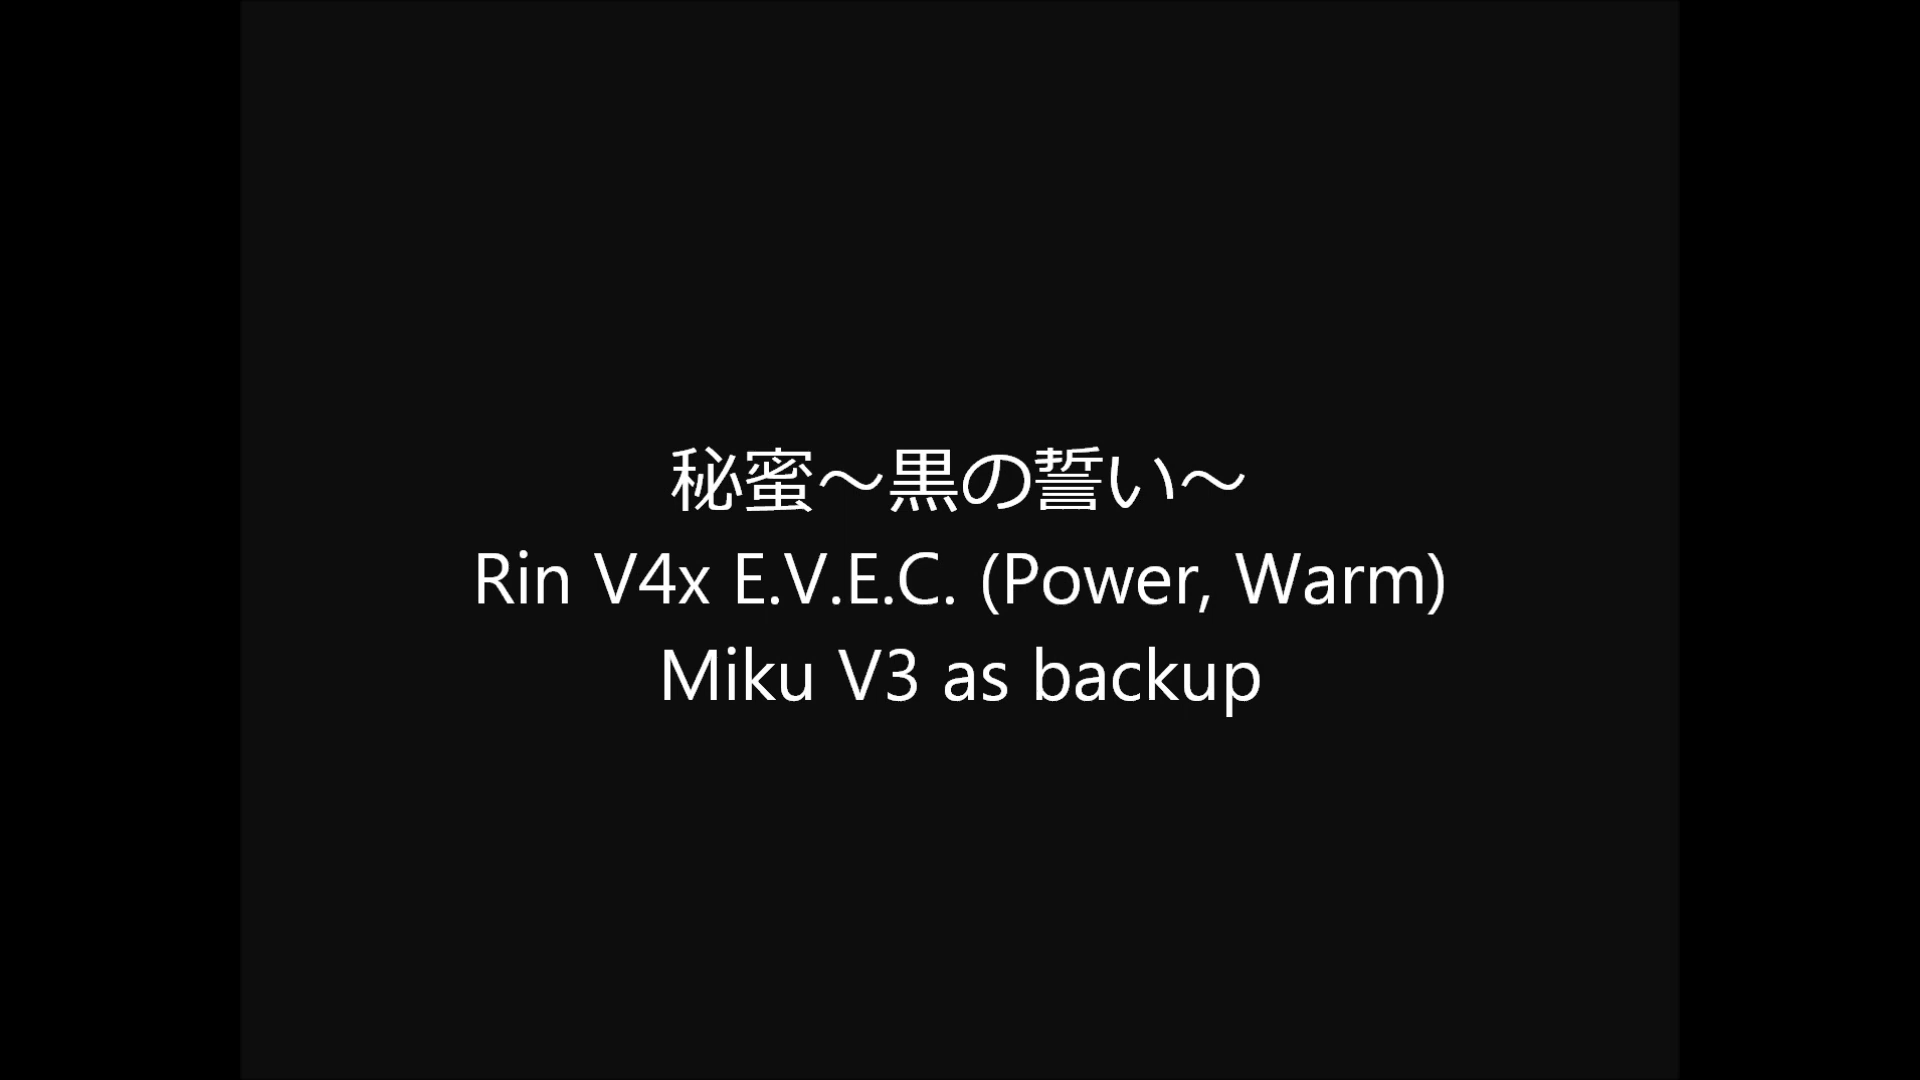 秘蜜～黒の誓い～
Rin V4x E.V.E.C. (Power, Warm)
Miku V3 as backup